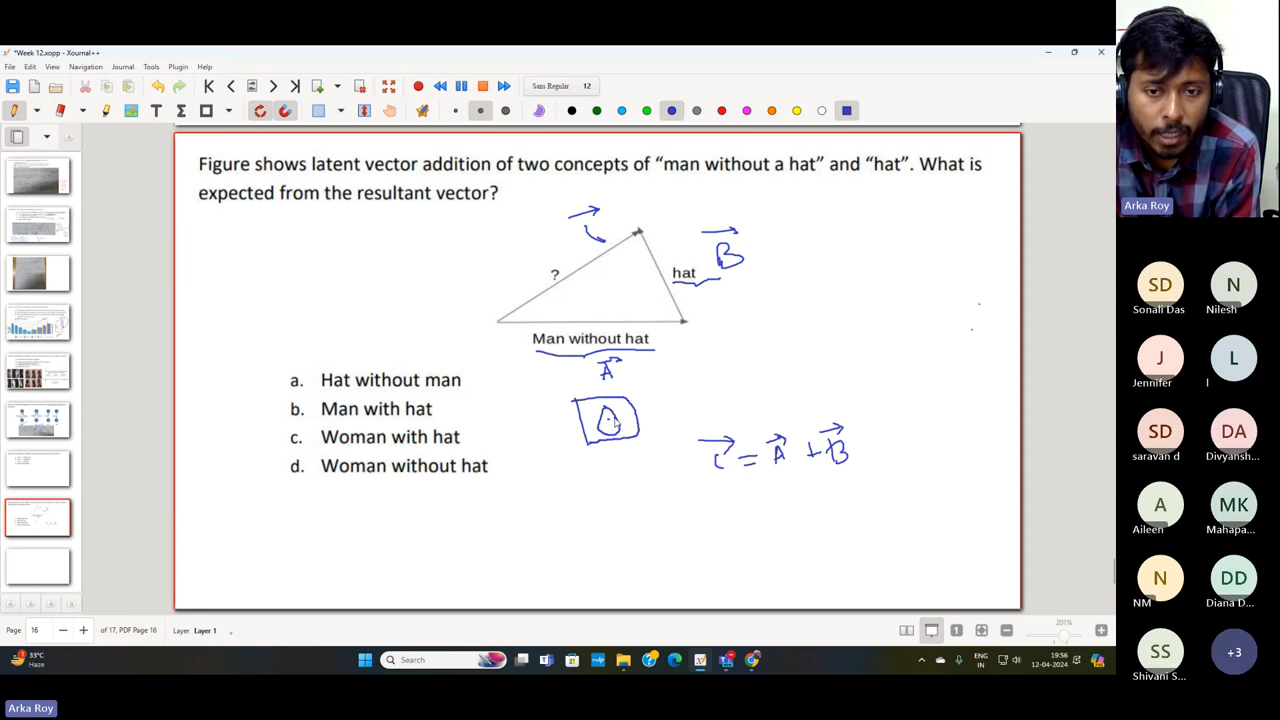 *Week 12.xopp - Xournal++
File Edit View Navigation Journal Tools Plugin Help
Sans Regular 12
Figure shows latent vector addition of two concepts of “man without a hat” and “hat”. What is
expected from the resultant vector?
C
B
?
hat
Man without hat
A
a. Hat without man
b. Man with hat
c. Woman with hat
d. Woman without hat
C = A + B
Page 16 of 17, PDF Page 16 Layer Layer 1
201%
33°C
Haze
Search
ENG
IN
19:56
12-04-2024
Arka Roy
Arka Roy
SD
Sonali Das
N
Nilesh
J
Jennifer
L
l
SD
saravan d
DA
Divyansh...
A
Aileen
MK
Mahapa...
N
NM
DD
Diana D...
SS
Shivani S...
+3